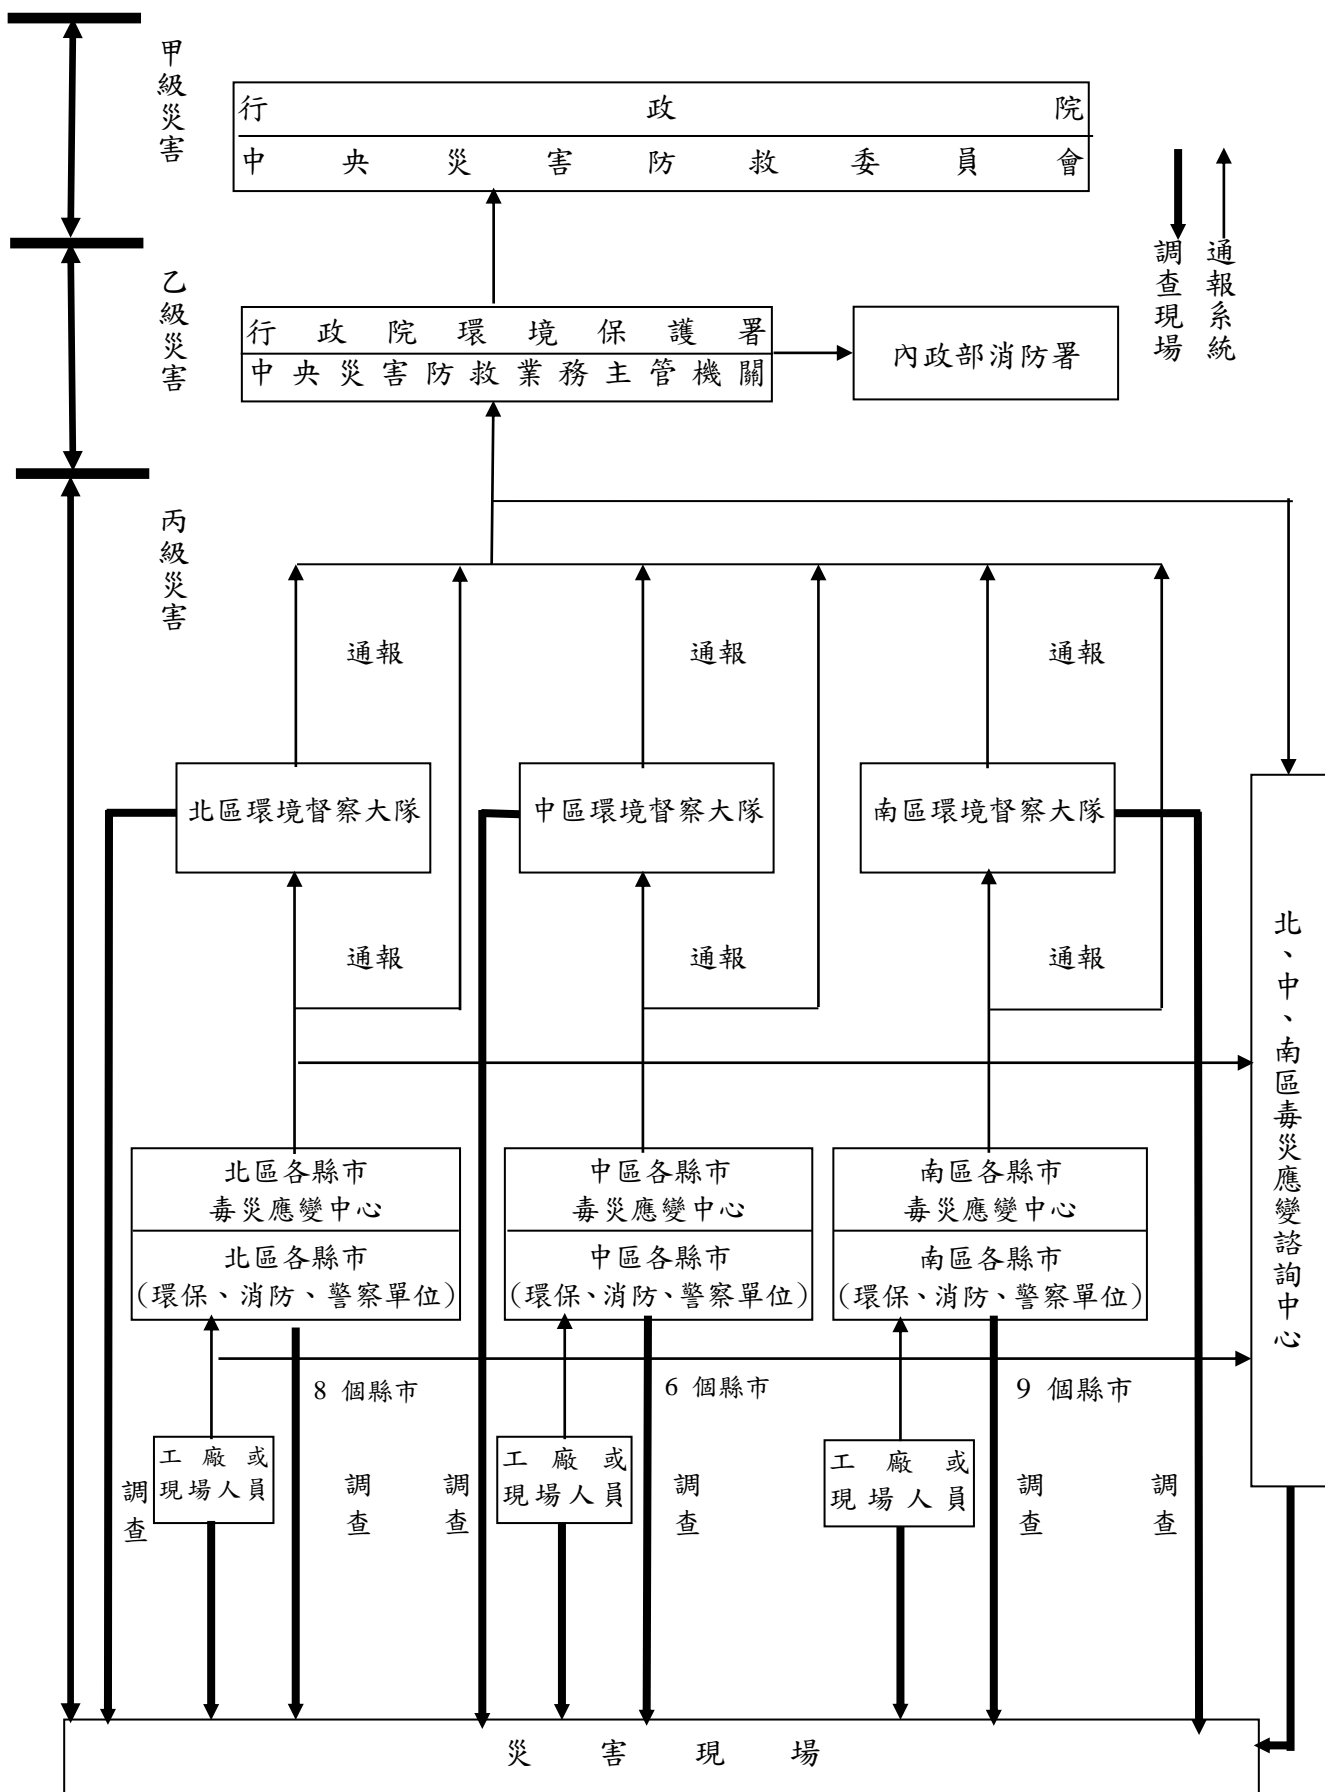 甲級災害
行政院
中央災害防救委員會
調查現場
通報系統
乙級災害
行政院環境保護署
中央災害防救業務主管機關
內政部消防署
丙級災害
通報
通報
通報
北區環境督察大隊
中區環境督察大隊
南區環境督察大隊
通報
通報
通報
北、中、南區毒災應變諮詢中心
北區各縣市
毒災應變中心
北區各縣市
(環保、消防、警察單位)
中區各縣市
毒災應變中心
中區各縣市
(環保、消防、警察單位)
南區各縣市
毒災應變中心
南區各縣市
(環保、消防、警察單位)
8 個縣市
6 個縣市
9 個縣市
調查
工廠或
現場人員
調查
調查
工廠或
現場人員
調查
工廠或
現場人員
調查
調查
災害現場